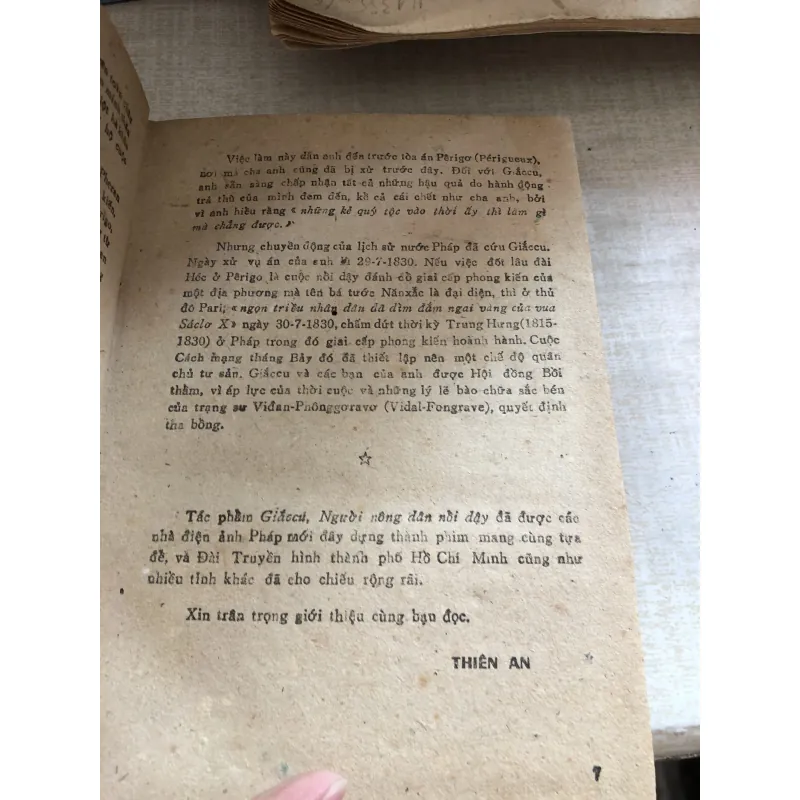 Việc làm này dẫn anh đến trước tòa án Pêrigơ (Périgueux),
nơi mà cha anh cũng đã bị xử trước đây. Đối với Giắccu,
anh sẵn sàng chấp nhận tất cả những hậu quả do hành động
trả thù của mình đem đến, kể cả cái chết như cha anh, bởi
vì anh hiểu rằng « những kẻ quý tộc vào thời ấy thì làm gì
mà chẳng được. »
Nhưng chuyển động của lịch sử nước Pháp đã cứu Giắccu.
Ngày xử vụ án của anh là 29-7-1830. Nếu việc đốt lâu đài
Héc ở Pêrigo là cuộc nổi dậy đánh đổ giai cấp phong kiến của
một địa phương mà tên bá tước Nănxắc là đại diện, thì ở thủ
đô Pari, « ngọn triều nhân dân đã dìm đắm ngai vàng của vua
Sáclơ X » ngày 30-7-1830, chấm dứt thời kỳ Trung Hưng (1815-
1830) ở Pháp trong đó giai cấp phong kiến hoành hành. Cuộc
Cách mạng tháng Bảy đó đã thiết lập nên một chế độ quân
chủ tư sản. Giắccu và các bạn của anh được Hội đồng Bồi
thẩm, vì áp lực của thời cuộc và những lý lẽ bào chữa sắc bén
của trạng sư Viđan-Phônggơravơ (Vidal-Fongrave), quyết định
tha bổng.
☆
Tác phẩm Giắccu, Người nông dân nổi dậy đã được các
nhà điện ảnh Pháp mới đây dựng thành phim mang cùng tựa
đề, và Đài Truyền hình thành phố Hồ Chí Minh cũng như
nhiều tỉnh khác đã cho chiếu rộng rãi.
Xin trân trọng giới thiệu cùng bạn đọc.
THIÊN AN
7